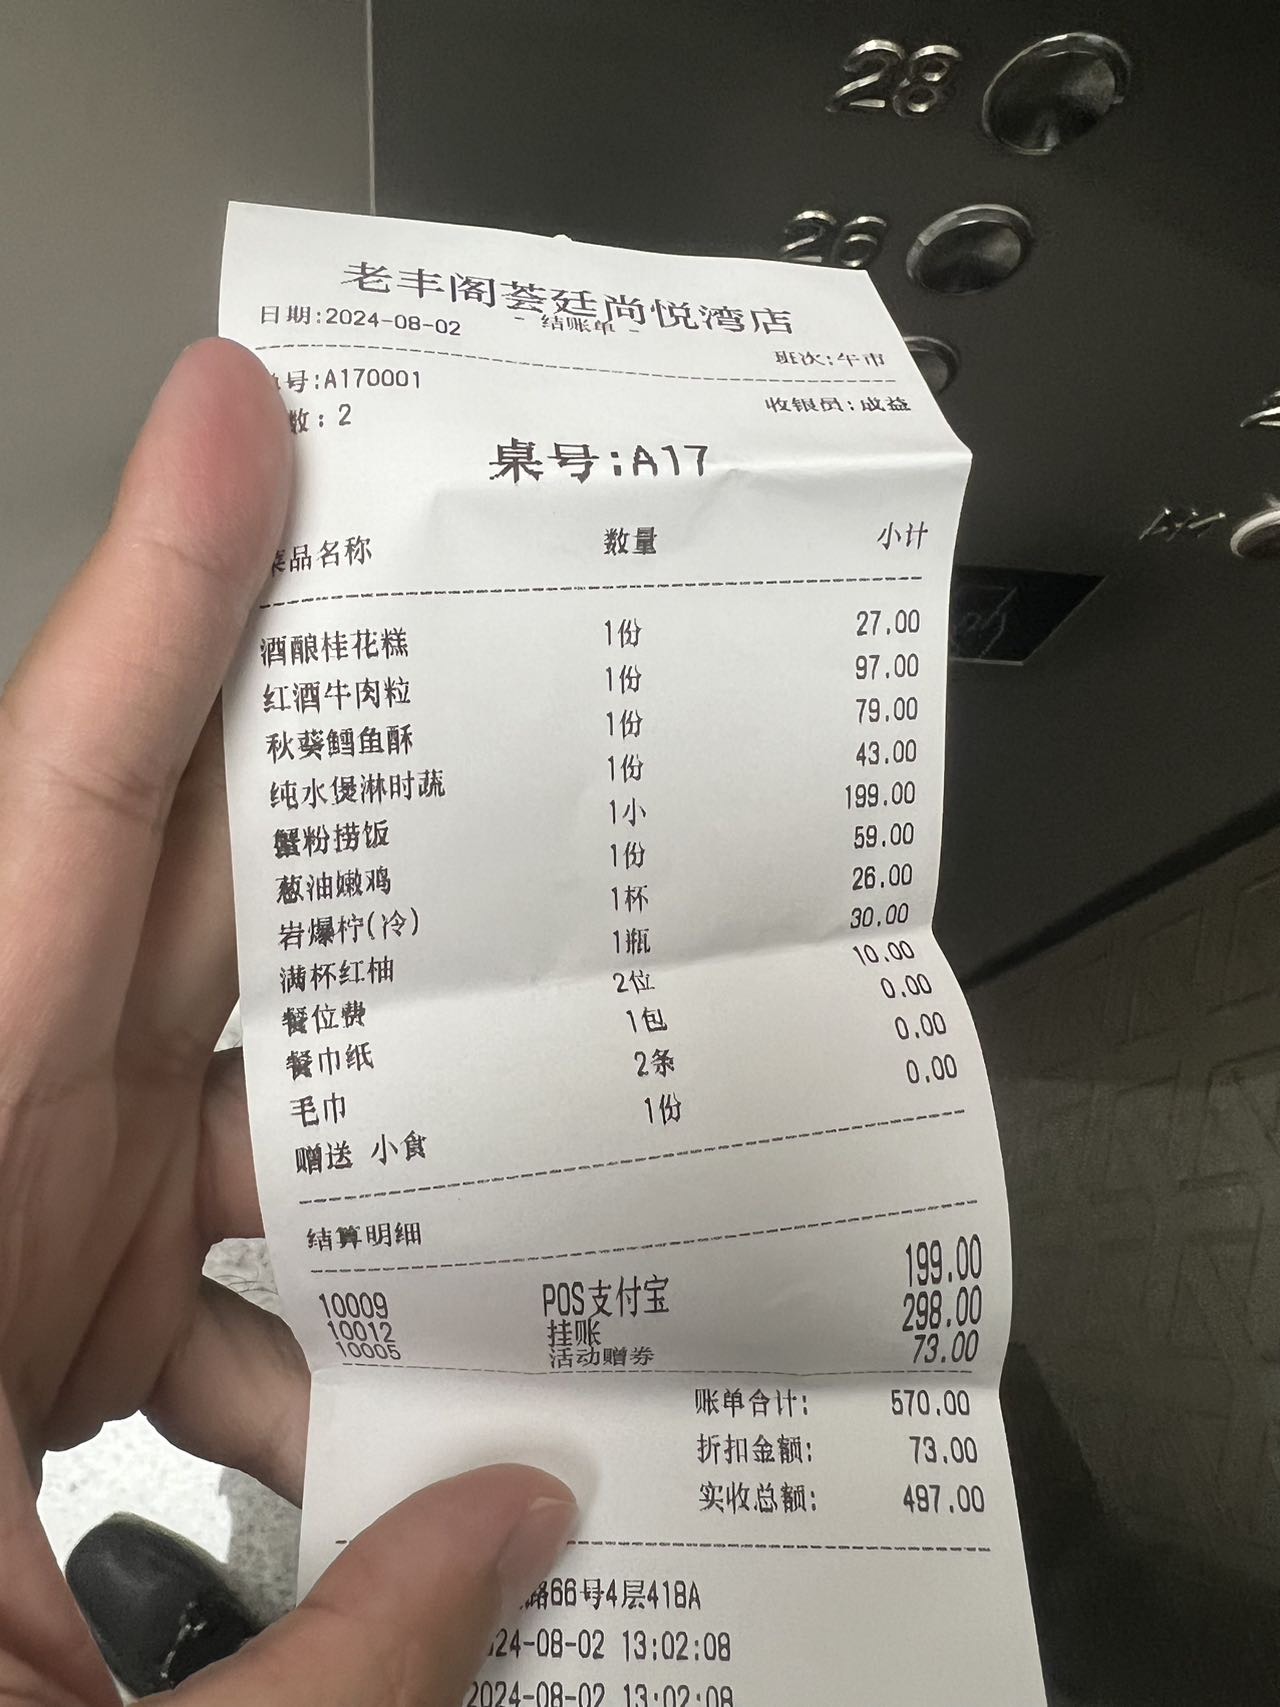 28
26
老丰阁荟廷尚悦湾店
- 结账单 -
日期:2024-08-02
班次:午市
号:A170001
收银员:成益
数:2
桌号:A17
菜品名称 数量 小计
酒酿桂花糕 1份 27.00
红酒牛肉粒 1份 97.00
秋葵鳕鱼酥 1份 79.00
纯水煲淋时蔬 1份 43.00
蟹粉捞饭 1小 199.00
葱油嫩鸡 1份 59.00
岩爆柠(冷) 1杯 26.00
满杯红柚 1瓶 30.00
餐位费 2位 10.00
餐巾纸 1包 0.00
毛巾 2条 0.00
赠送 小食 1份 0.00
结算明细
10009 POS支付宝 199.00
10012 挂账 298.00
10005 活动赠券 73.00
账单合计: 570.00
折扣金额: 73.00
实收总额: 497.00
路66号4层418A
24-08-02 13:02:08
2024-08-02 13:02:08